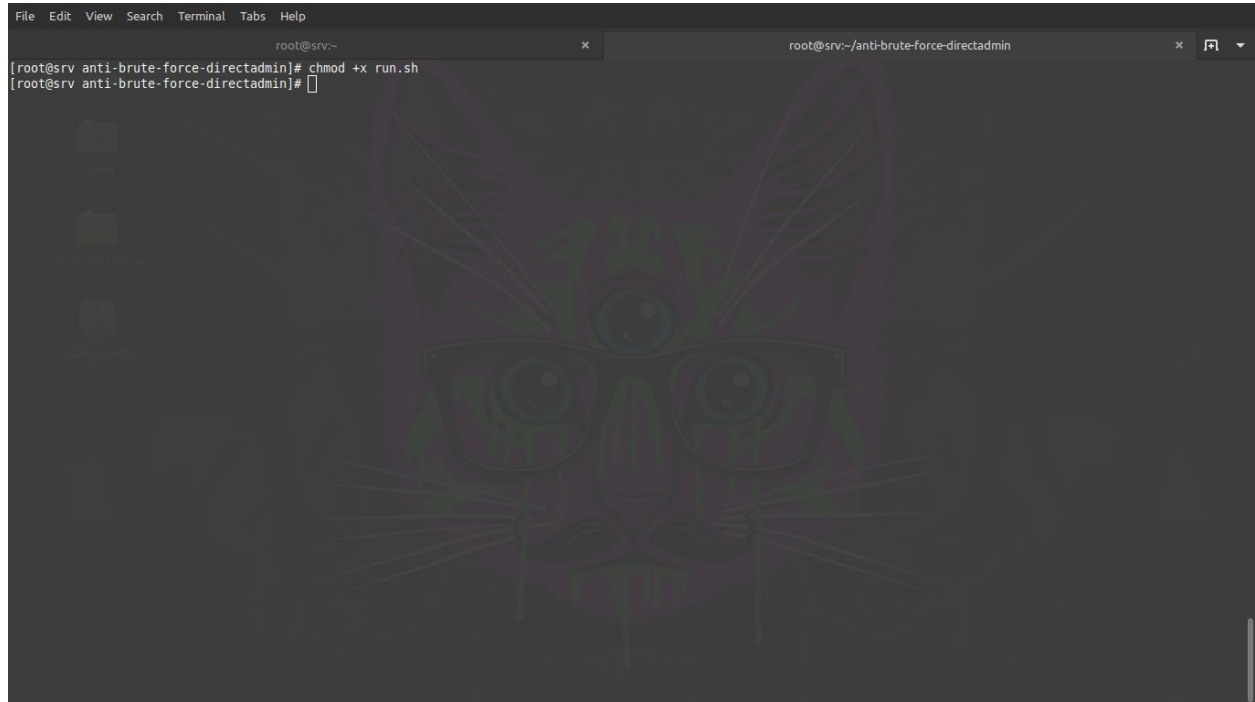 File Edit View Search Terminal Tabs Help
root@srv:~ × root@srv:~/anti-brute-force-directadmin ×
[root@srv anti-brute-force-directadmin]# chmod +x run.sh
[root@srv anti-brute-force-directadmin]#